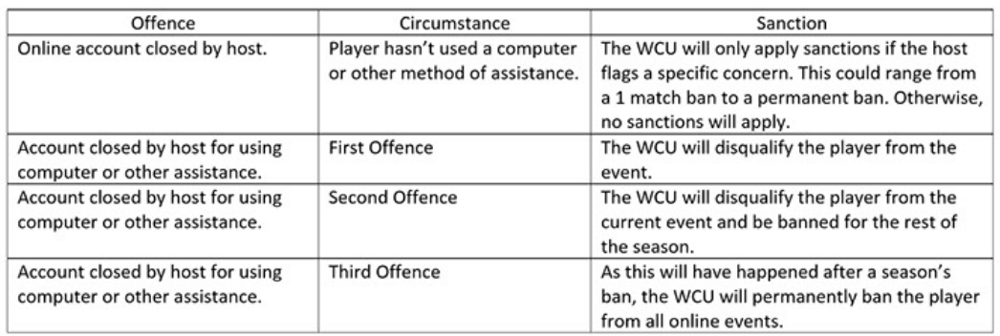 Offence Circumstance Sanction
Online account closed by host. Player hasn't used a computer The WCU will only apply sanctions if the host
or other method of assistance. flags a specific concern. This could range from
a 1 match ban to a permanent ban. Otherwise,
no sanctions will apply.
Account closed by host for using First Offence The WCU will disqualify the player from the
computer or other assistance. event.
Account closed by host for using Second Offence The WCU will disqualify the player from the
computer or other assistance. current event and be banned for the rest of
the season.
Account closed by host for using Third Offence As this will have happened after a season's
computer or other assistance. ban, the WCU will permanently ban the player
from all online events.